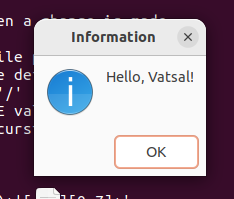 Information
Hello, Vatsal!
OK